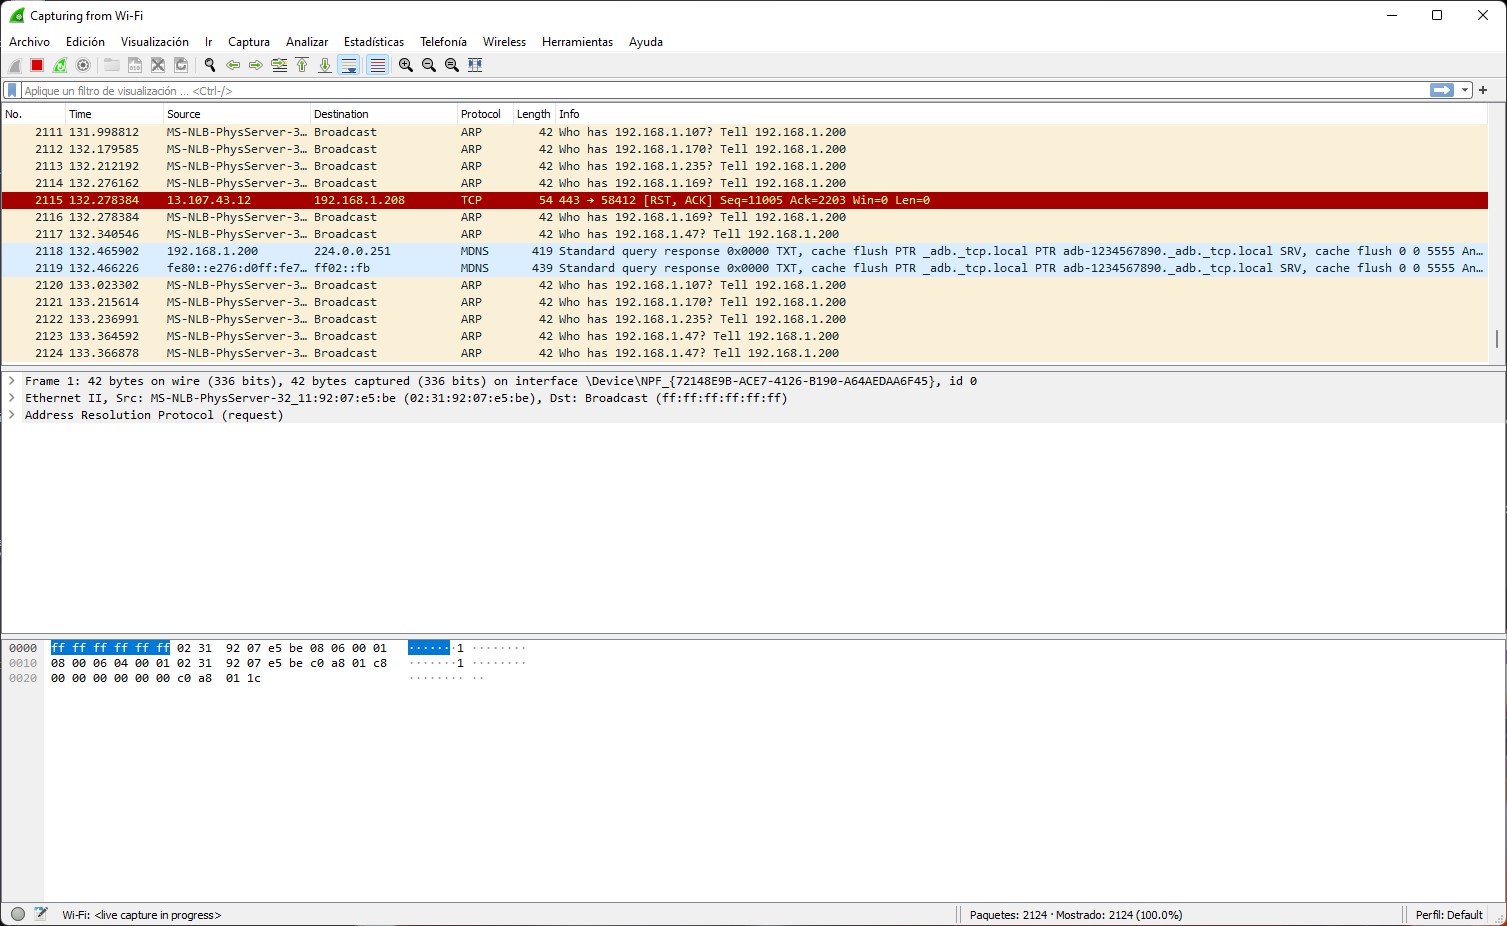 Capturing from Wi-Fi
Archivo Edición Visualización Ir Captura Analizar Estadísticas Telefonía Wireless Herramientas Ayuda
Aplique un filtro de visualización ... <Ctrl-/>
No. Time Source Destination Protocol Length Info
2111 131.998812 MS-NLB-PhysServer-3... Broadcast ARP 42 Who has 192.168.1.107? Tell 192.168.1.200
2112 132.179585 MS-NLB-PhysServer-3... Broadcast ARP 42 Who has 192.168.1.170? Tell 192.168.1.200
2113 132.212192 MS-NLB-PhysServer-3... Broadcast ARP 42 Who has 192.168.1.235? Tell 192.168.1.200
2114 132.276162 MS-NLB-PhysServer-3... Broadcast ARP 42 Who has 192.168.1.169? Tell 192.168.1.200
2115 132.278384 13.107.43.12 192.168.1.208 TCP 54 443 → 58412 [RST, ACK] Seq=11005 Ack=2203 Win=0 Len=0
2116 132.278384 MS-NLB-PhysServer-3... Broadcast ARP 42 Who has 192.168.1.169? Tell 192.168.1.200
2117 132.340546 MS-NLB-PhysServer-3... Broadcast ARP 42 Who has 192.168.1.47? Tell 192.168.1.200
2118 132.465902 192.168.1.200 224.0.0.251 MDNS 419 Standard query response 0x0000 TXT, cache flush PTR _adb._tcp.local PTR adb-1234567890._adb._tcp.local SRV, cache flush 0 0 5555 An...
2119 132.466226 fe80::e276:d0ff:fe7... ff02::fb MDNS 439 Standard query response 0x0000 TXT, cache flush PTR _adb._tcp.local PTR adb-1234567890._adb._tcp.local SRV, cache flush 0 0 5555 An...
2120 133.023302 MS-NLB-PhysServer-3... Broadcast ARP 42 Who has 192.168.1.107? Tell 192.168.1.200
2121 133.215614 MS-NLB-PhysServer-3... Broadcast ARP 42 Who has 192.168.1.170? Tell 192.168.1.200
2122 133.236991 MS-NLB-PhysServer-3... Broadcast ARP 42 Who has 192.168.1.235? Tell 192.168.1.200
2123 133.364592 MS-NLB-PhysServer-3... Broadcast ARP 42 Who has 192.168.1.47? Tell 192.168.1.200
2124 133.366878 MS-NLB-PhysServer-3... Broadcast ARP 42 Who has 192.168.1.47? Tell 192.168.1.200
Frame 1: 42 bytes on wire (336 bits), 42 bytes captured (336 bits) on interface \Device\NPF_{72148E9B-ACE7-4126-B190-A64AEDAA6F45}, id 0
Ethernet II, Src: MS-NLB-PhysServer-32_11:92:07:e5:be (02:31:92:07:e5:be), Dst: Broadcast (ff:ff:ff:ff:ff:ff)
Address Resolution Protocol (request)
0000 ff ff ff ff ff ff 02 31 92 07 e5 be 08 06 00 01 ·······1 ········
0010 08 00 06 04 00 01 02 31 92 07 e5 be c0 a8 01 c8 ·······1 ········
0020 00 00 00 00 00 00 c0 a8 01 1c ········ ··
Wi-Fi: <live capture in progress> Paquetes: 2124 · Mostrado: 2124 (100.0%) Perfil: Default